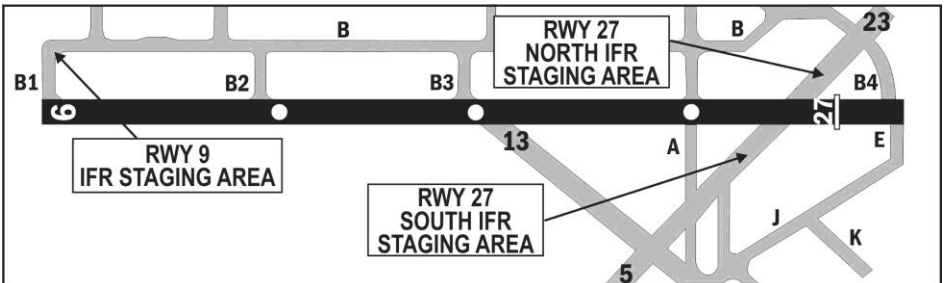 B
B
23
RWY 27
NORTH IFR
STAGING AREA
B1
B2
B3
B4
9
27
RWY 9
IFR STAGING AREA
13
A
E
RWY 27
SOUTH IFR
STAGING AREA
J
K
5